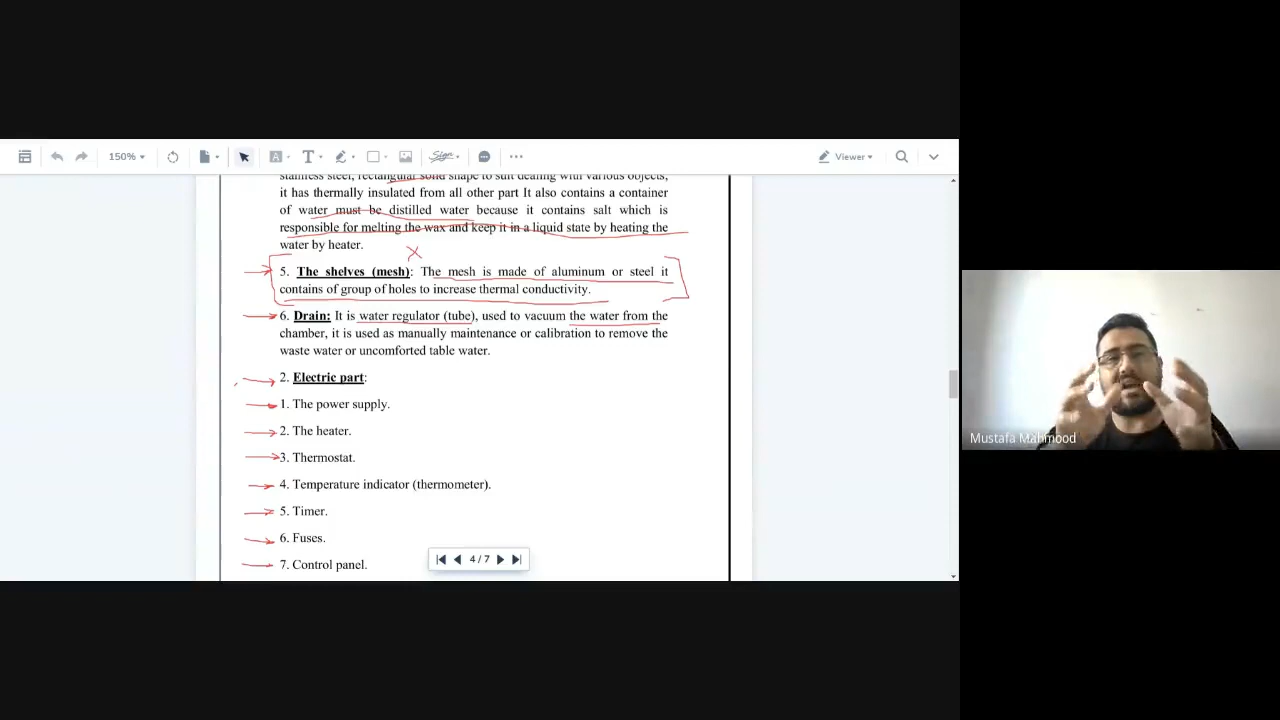 150%
Viewer
stainless steel, rectangular solid shape to suit dealing with various objects,
it has thermally insulated from all other part It also contains a container
of water must be distilled water because it contains salt which is
responsible for melting the wax and keep it in a liquid state by heating the
water by heater.
5. The shelves (mesh): The mesh is made of aluminum or steel it
contains of group of holes to increase thermal conductivity.
6. Drain: It is water regulator (tube), used to vacuum the water from the
chamber, it is used as manually maintenance or calibration to remove the
waste water or uncomforted table water.
2. Electric part:
1. The power supply.
2. The heater.
3. Thermostat.
4. Temperature indicator (thermometer).
5. Timer.
6. Fuses.
7. Control panel.
4 / 7
Mustafa Mahmood